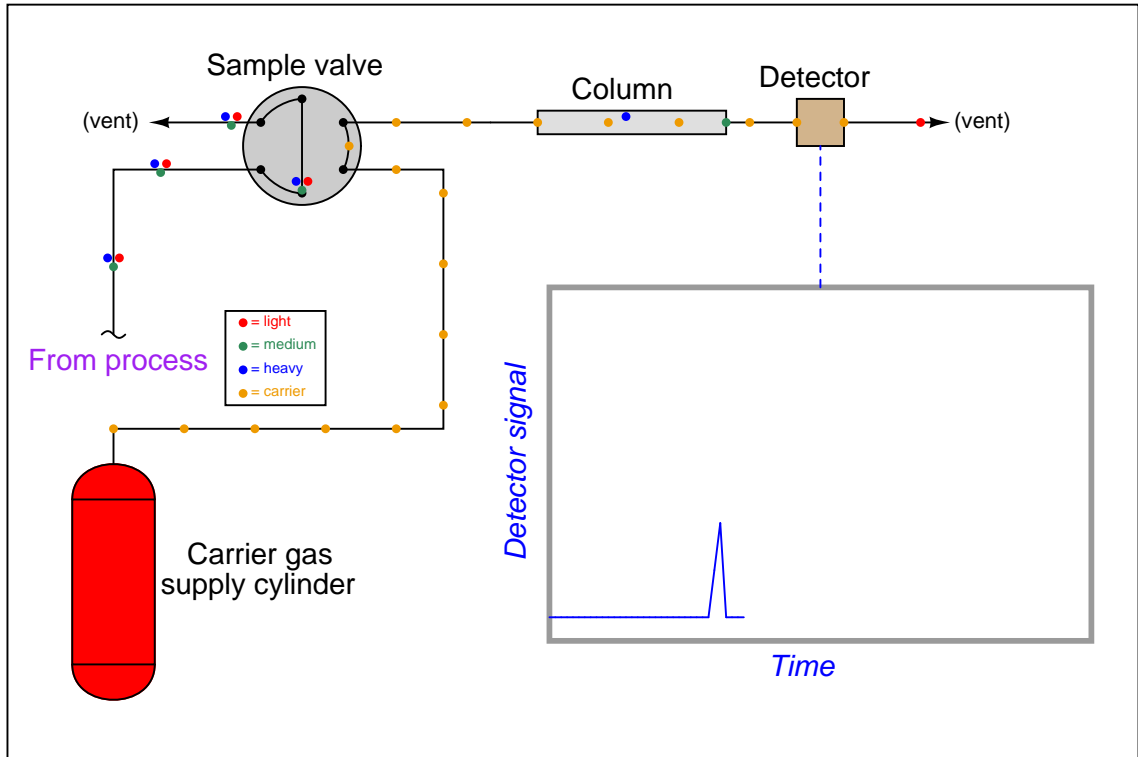 Sample valve
Column
Detector
(vent)
(vent)
From process
= light
= medium
= heavy
= carrier
Detector signal
Carrier gas
supply cylinder
Time